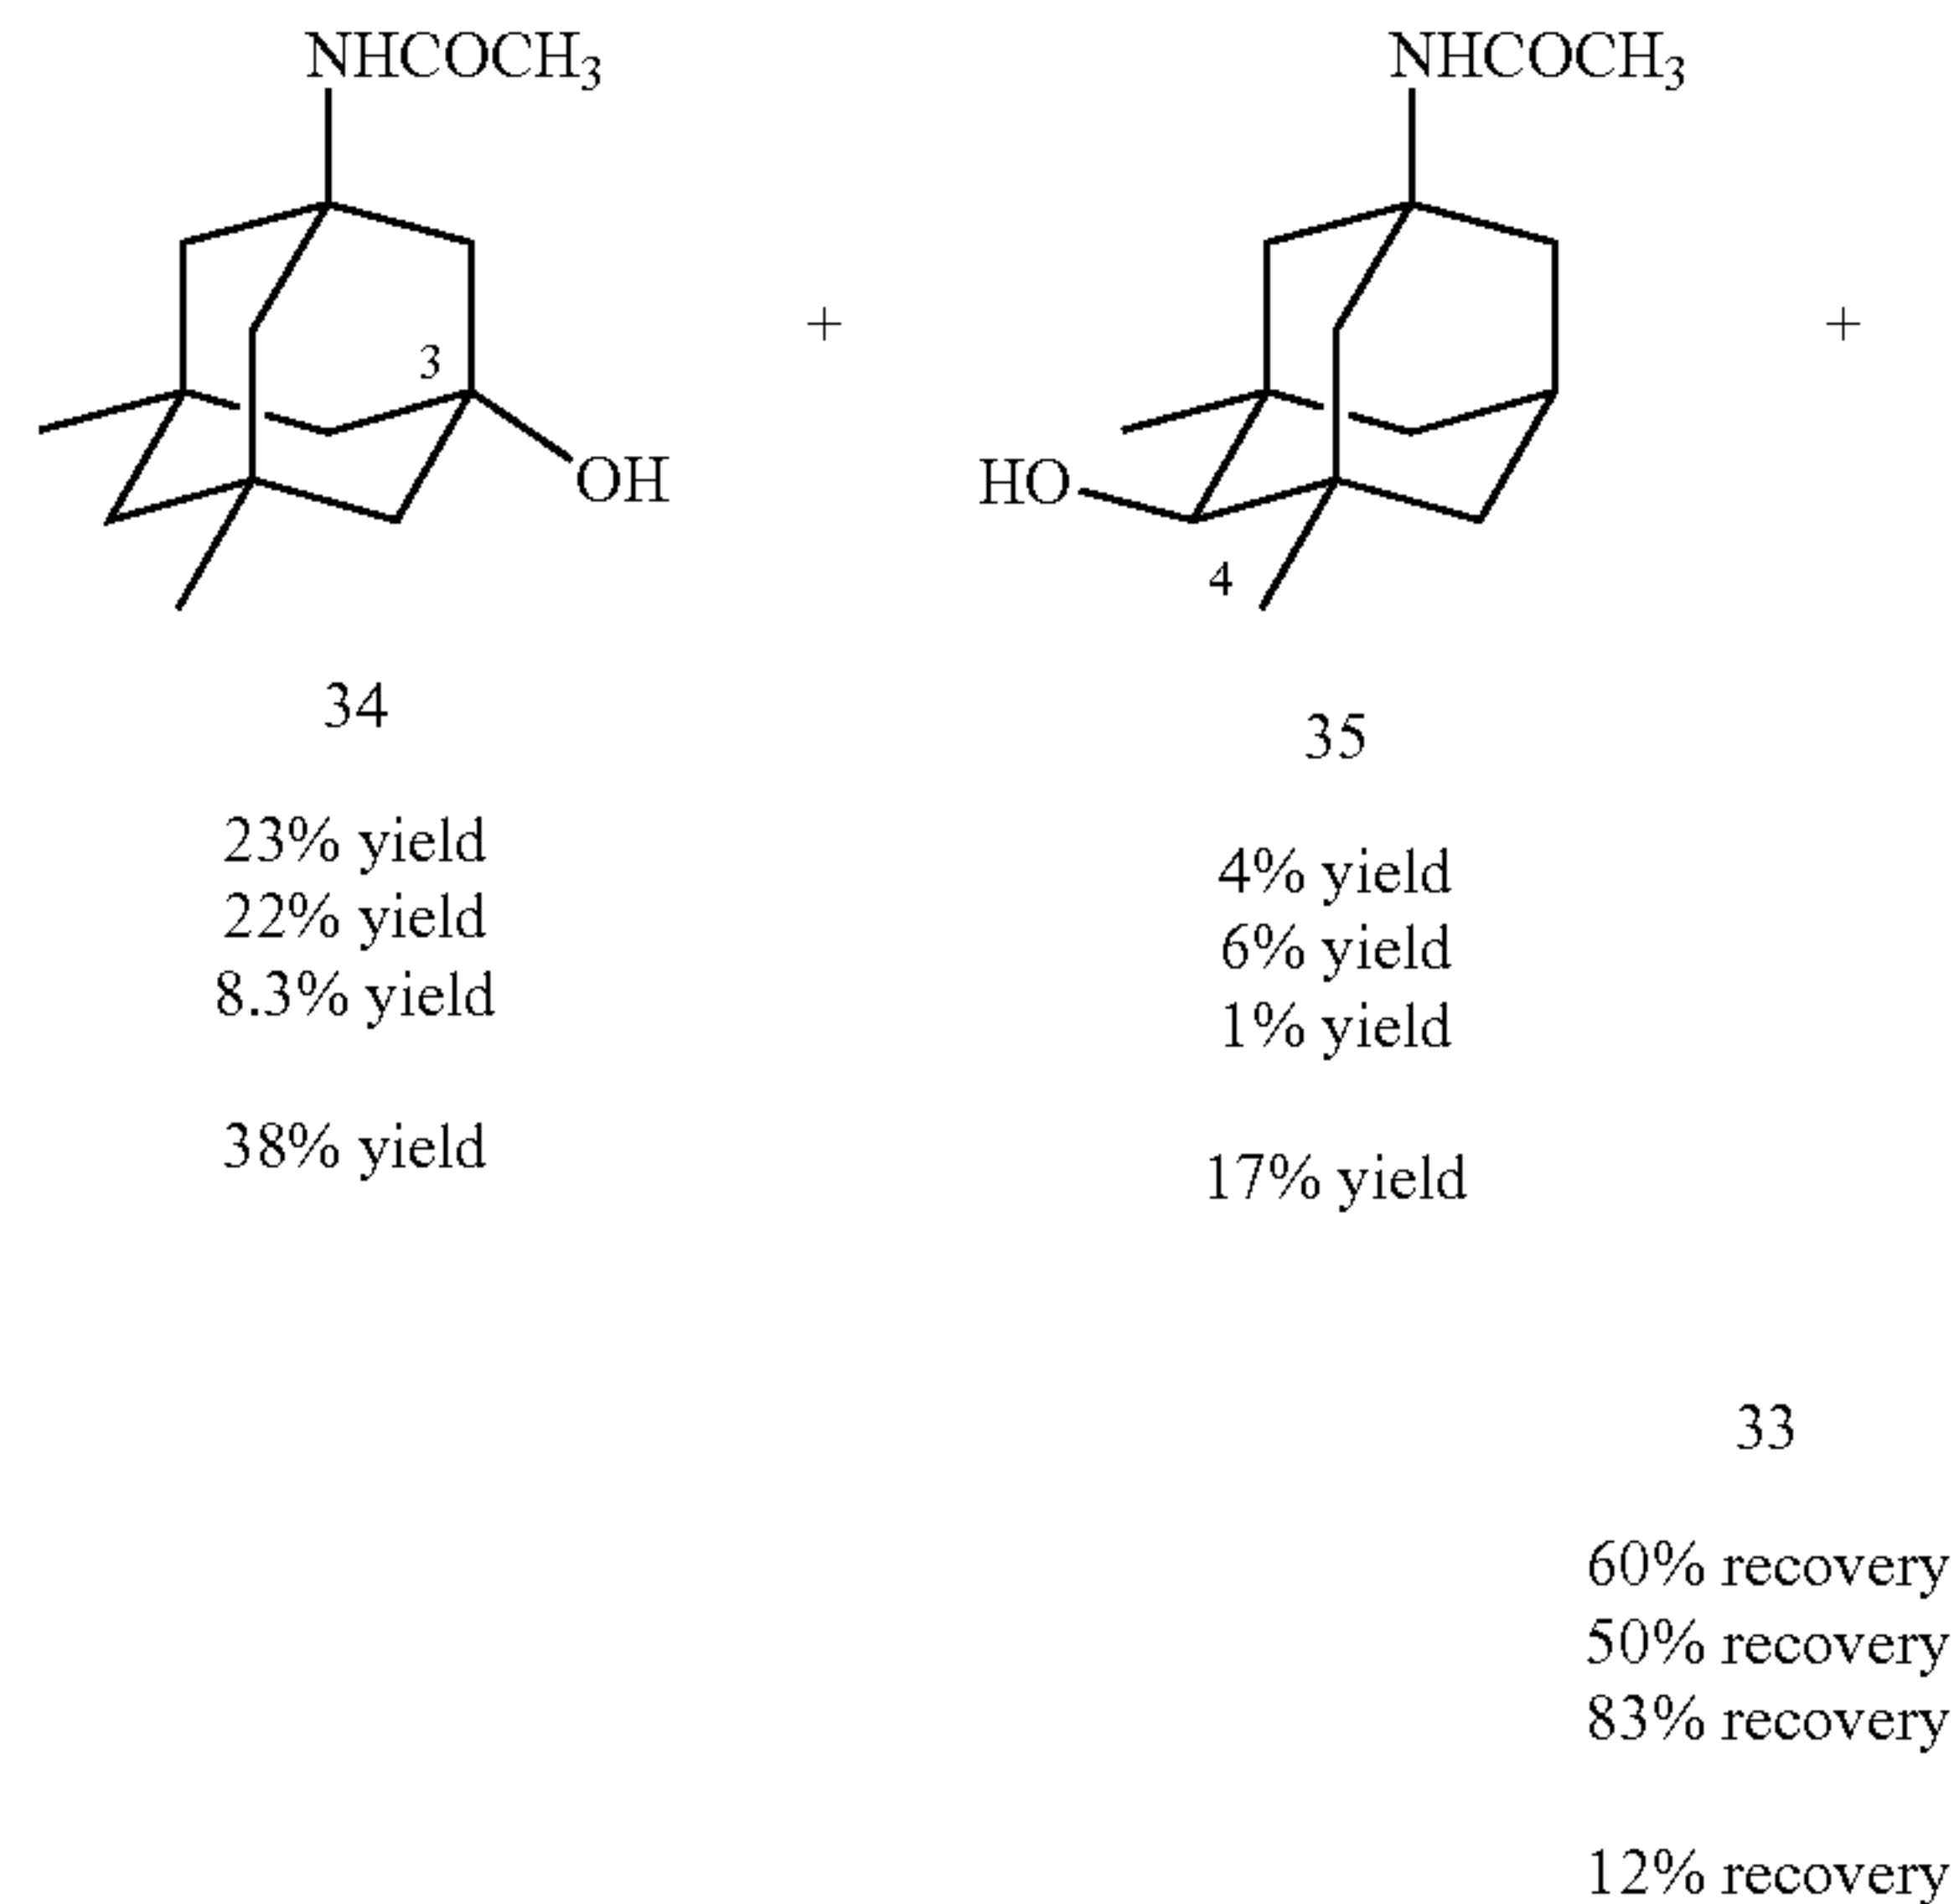 NHCOCH3
NHCOCH3
3
+
+
OH
HO
4
34
35
23% yield
22% yield
8.3% yield
38% yield
4% yield
6% yield
1% yield
17% yield
33
60% recovery
50% recovery
83% recovery
12% recovery